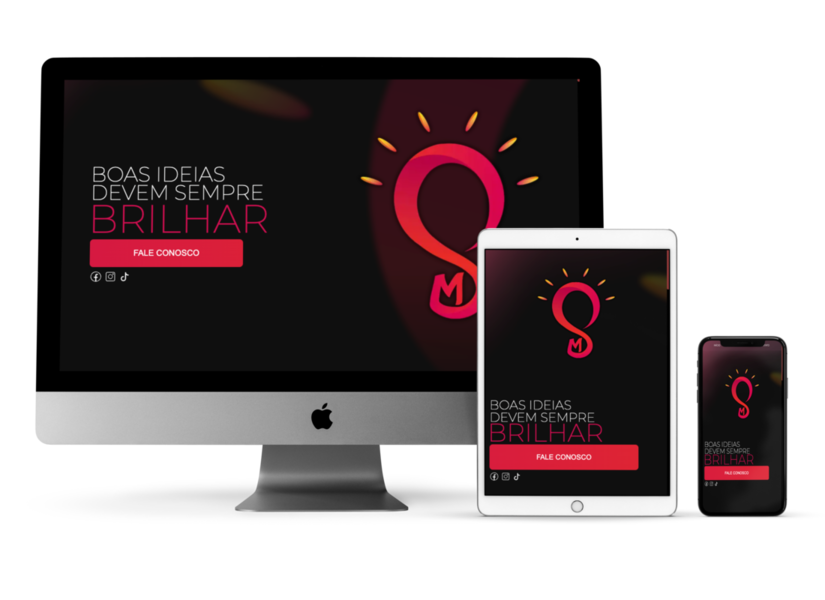 BOAS IDEIAS
DEVEM SEMPRE
BRILHAR
FALE CONOSCO
M
BOAS IDEIAS
DEVEM SEMPRE
BRILHAR
FALE CONOSCO
M
BOAS IDEIAS
DEVEM SEMPRE
BRILHAR
FALE CONOSCO
M